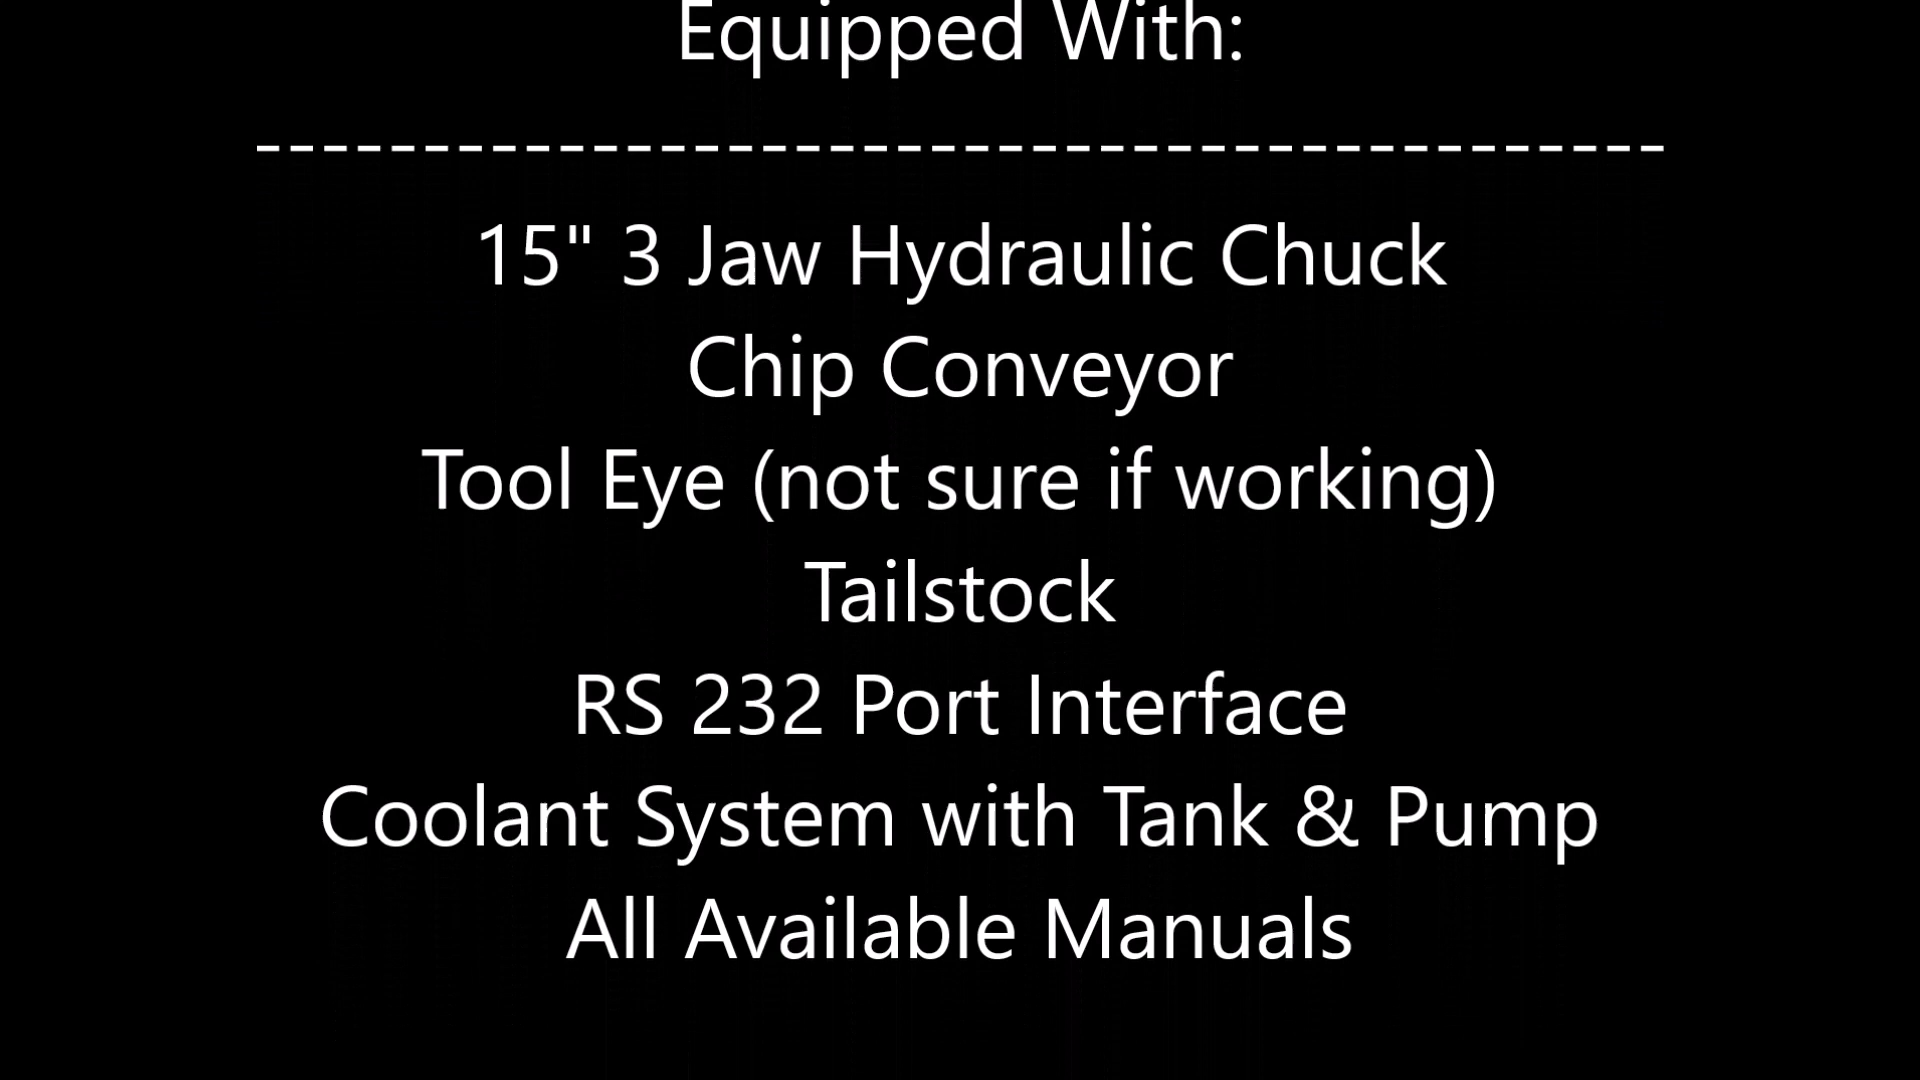 Equipped With:
------------------------------------------
15" 3 Jaw Hydraulic Chuck
Chip Conveyor
Tool Eye (not sure if working)
Tailstock
RS 232 Port Interface
Coolant System with Tank & Pump
All Available Manuals